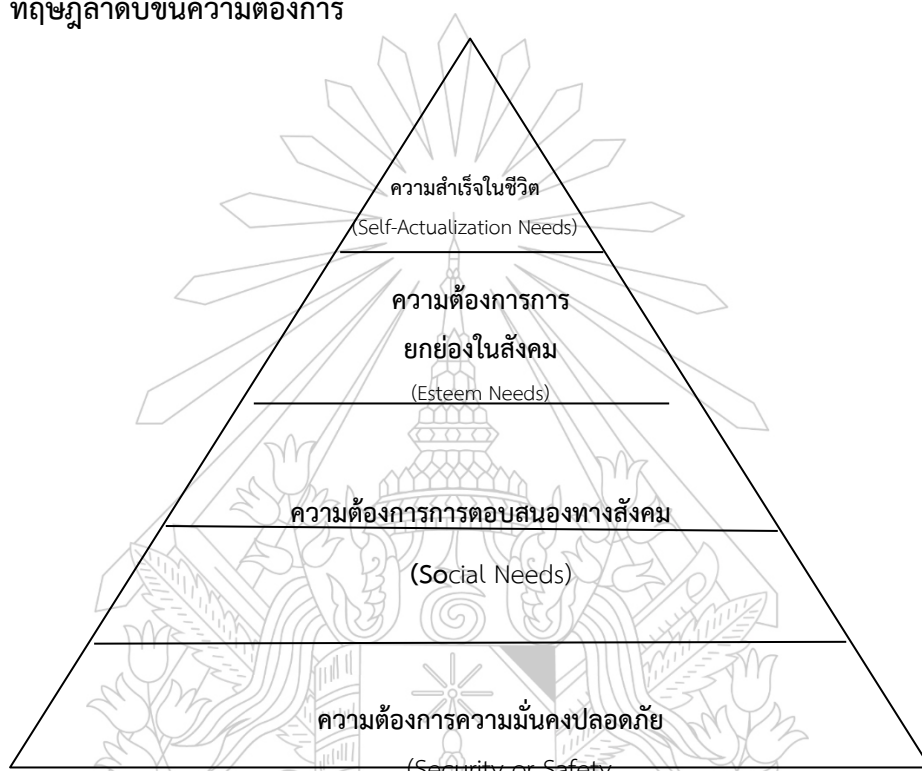 ทฤษฎีลำดับขั้นความต้องการ
ความสำเร็จในชีวิต
(Self-Actualization Needs)
ความต้องการการ
ยกย่องในสังคม
(Esteem Needs)
ความต้องการการตอบสนองทางสังคม
(Social Needs)
ความต้องการความมั่นคงปลอดภัย
(Security or Safety